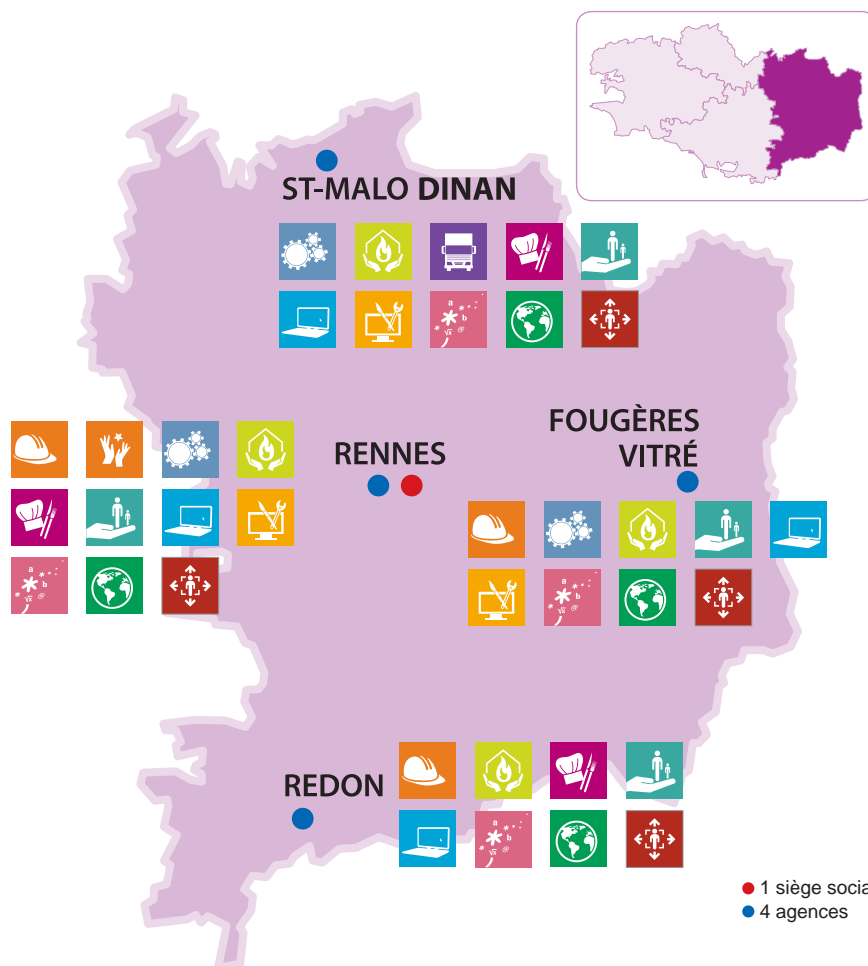 ST-MALO DINAN
FOUGÈRES
VITRÉ
RENNES
REDON
1 siège socia
4 agences